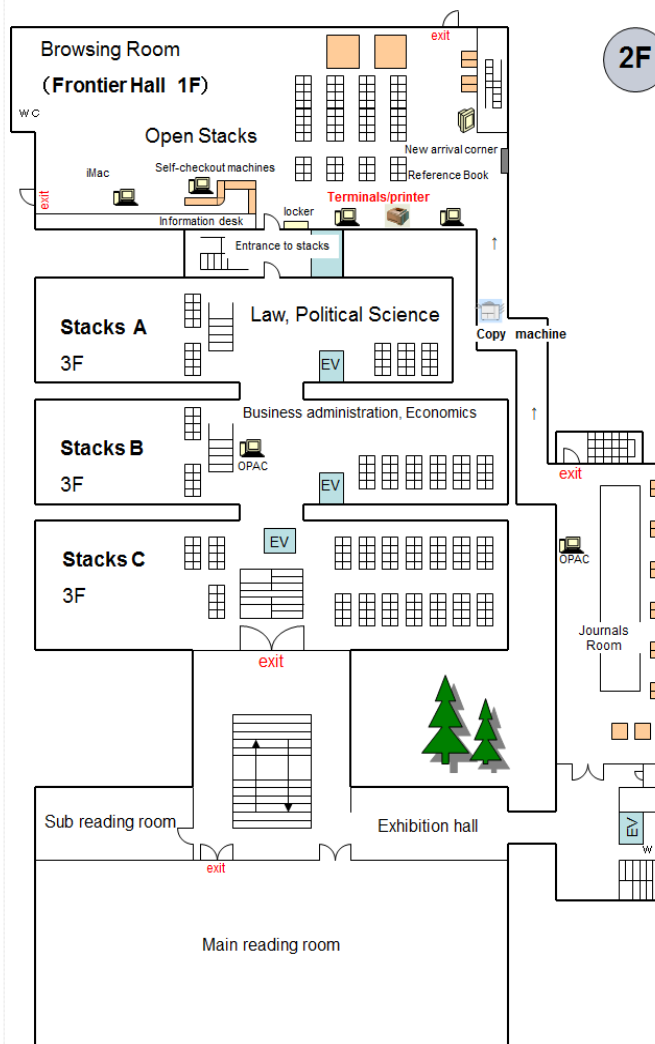 2F
exit
Browsing Room
（Frontier Hall 1F）
W C
Open Stacks
New arrival corner
iMac
Self-checkout machines
Reference Book
exit
Terminals/printer
locker
Information desk
Entrance to stacks
↑
Law, Political Science
Stacks A
3F
EV
Copy machine
Business administration, Economics
↑
Stacks B
OPAC
3F
EV
exit
EV
Stacks C
3F
OPAC
Journals
Room
exit
Sub reading room
Exhibition hall
EV
W
exit
Main reading room